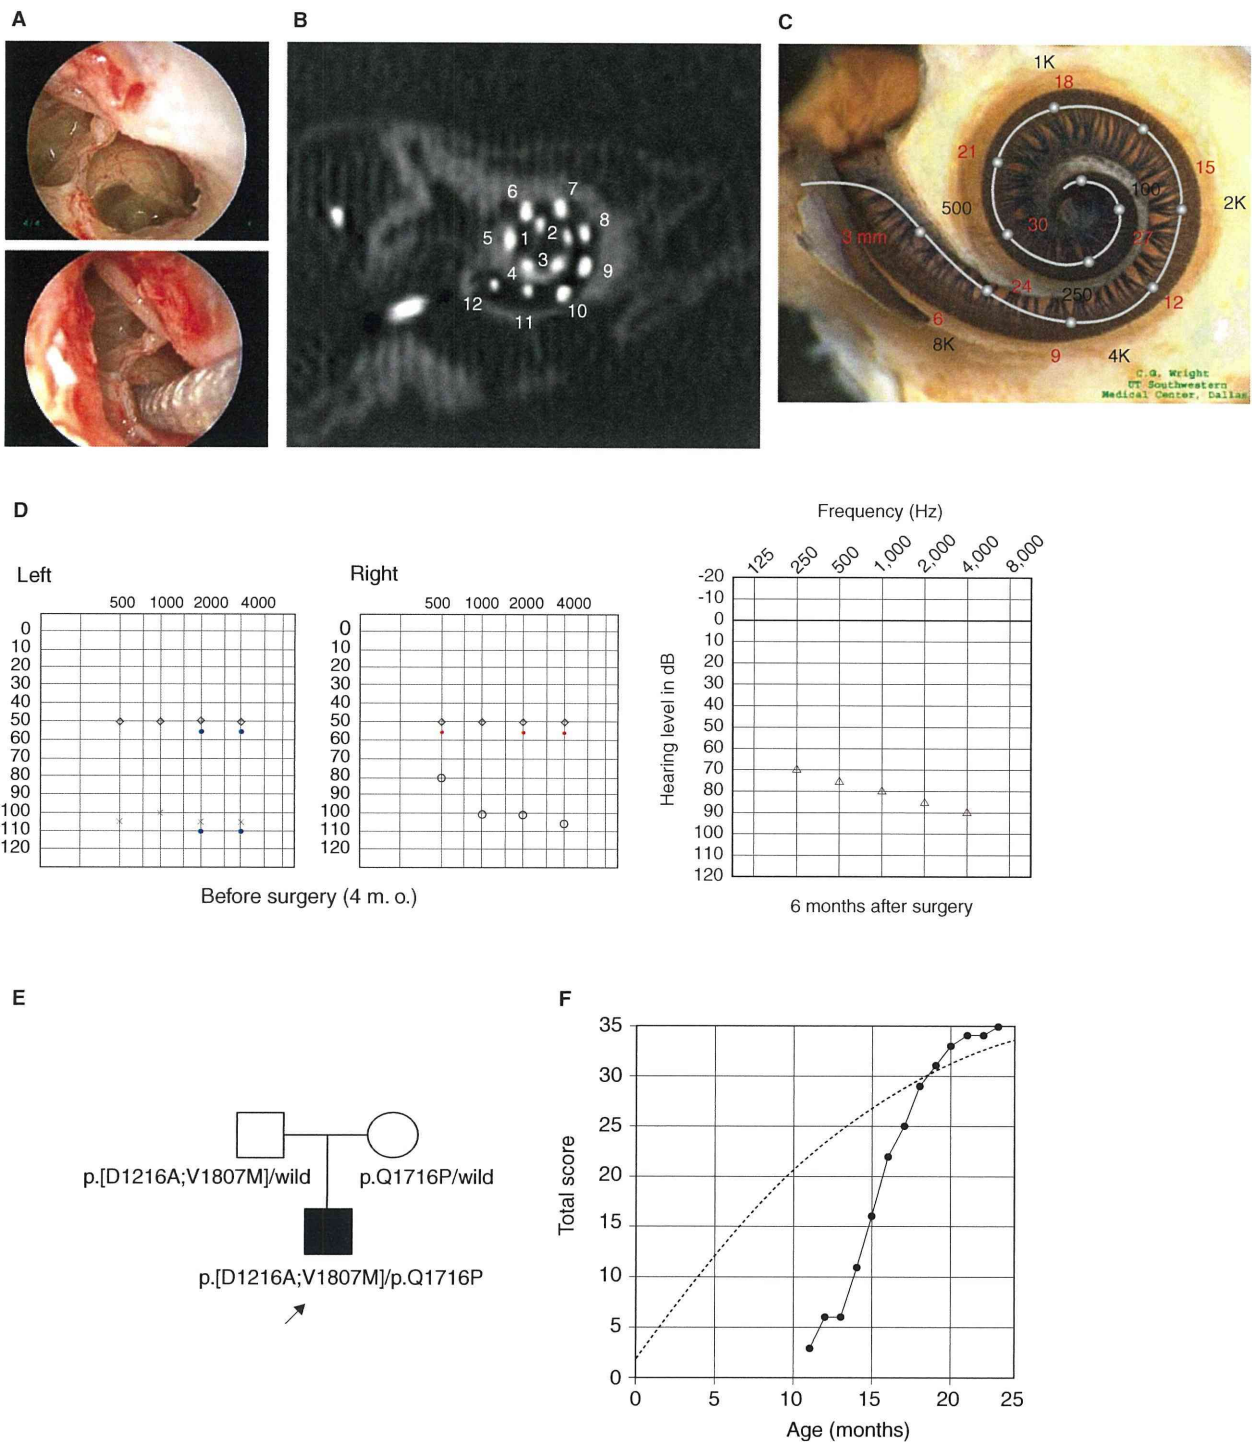 A
B
C
6
7
8
5
1
2
3
4
9
12
11
10
1K
18
21
15
100
2K
500
30
27
3 mm
24
250
12
6
8K
9
4K
C.G. Wright
UT Southwestern
Medical Center, Dallas
D
Left
500 1000 2000 4000
0
10
20
30
40
50
60
70
80
90
100
110
120
Right
500 1000 2000 4000
0
10
20
30
40
50
60
70
80
90
100
110
120
Before surgery (4 m. o.)
Frequency (Hz)
125 250 500 1,000 2,000 4,000 8,000
Hearing level in dB
-20
-10
0
10
20
30
40
50
60
70
80
90
100
110
120
6 months after surgery
E
p.[D1216A;V1807M]/wild
p.Q1716P/wild
p.[D1216A;V1807M]/p.Q1716P
F
Total score
35
30
25
20
15
10
5
0
0 5 10 15 20 25
Age (months)